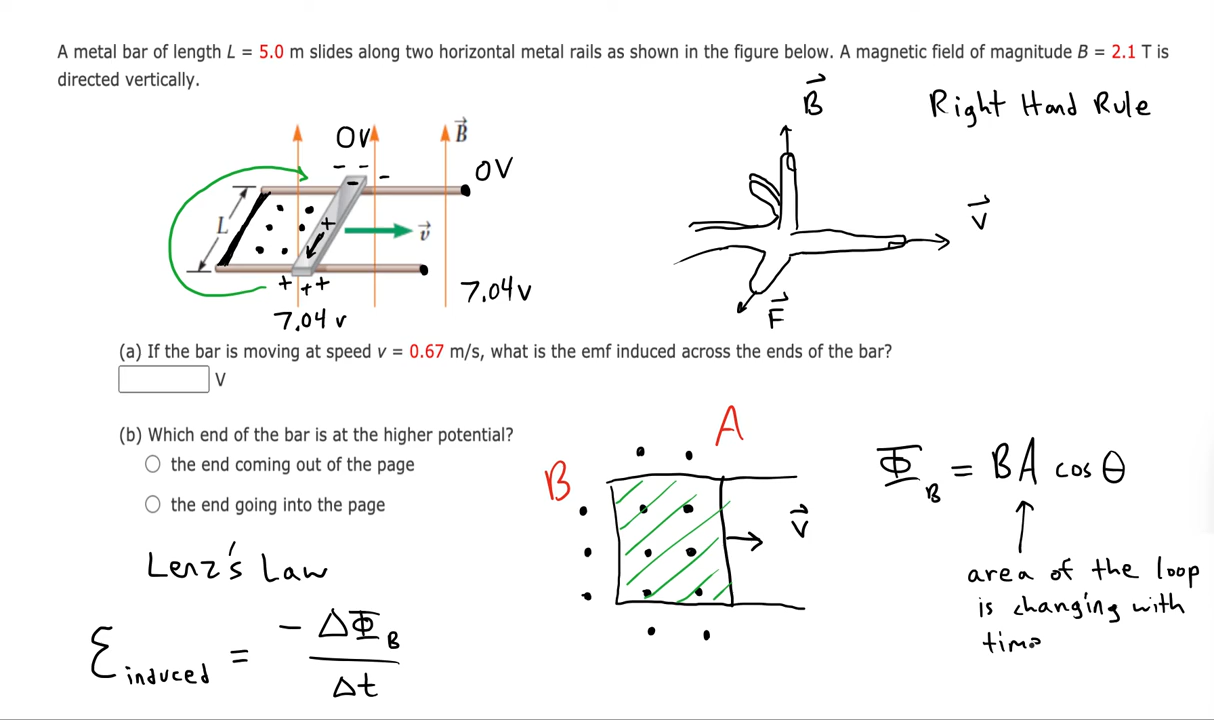 A metal bar of length L = 5.0 m slides along two horizontal metal rails as shown in the figure below. A magnetic field of magnitude B = 2.1 T is
directed vertically.
B
Right Hand Rule
0V
B
0V
L
+
v
v
+ + +
7.04 v
7.04 v
F
(a) If the bar is moving at speed v = 0.67 m/s, what is the emf induced across the ends of the bar?
V
(b) Which end of the bar is at the higher potential?
the end coming out of the page
the end going into the page
A
B
v
Φ_B = BA cos θ
area of the loop
is changing with
time
Lenz's Law
Ɛ induced = -ΔΦ_B / Δt